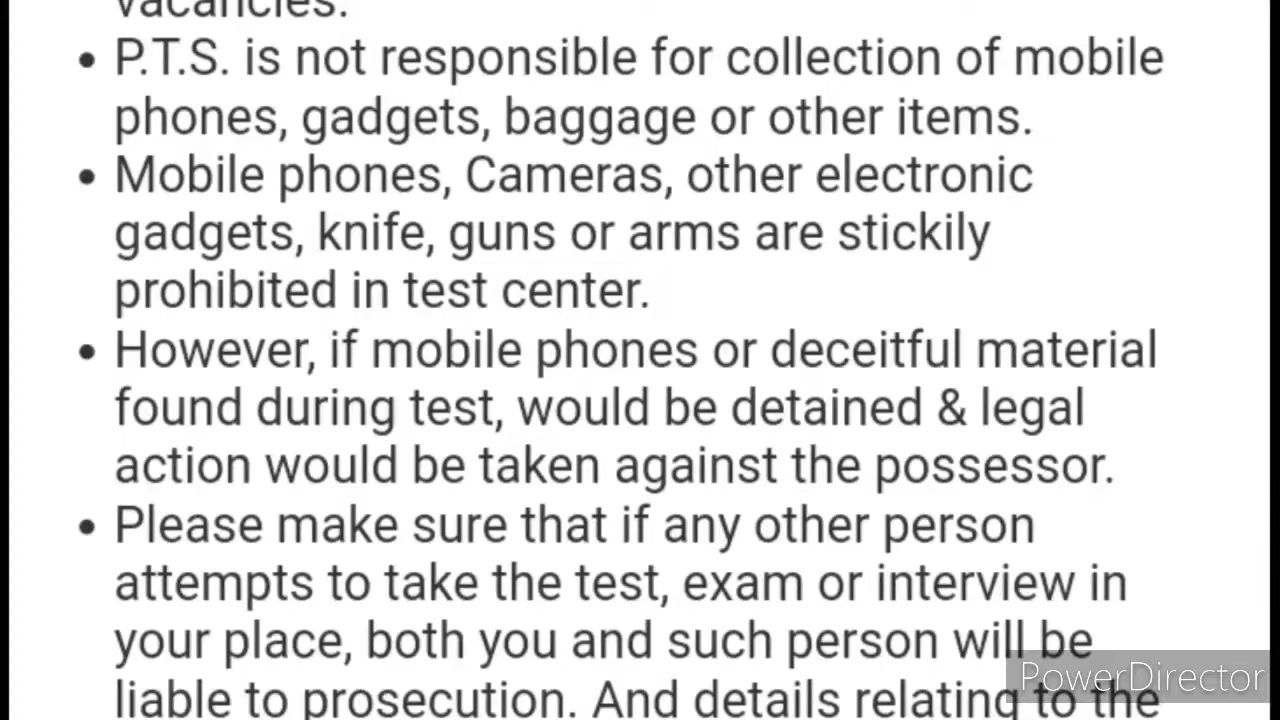 vacancies.
• P.T.S. is not responsible for collection of mobile
phones, gadgets, baggage or other items.
• Mobile phones, Cameras, other electronic
gadgets, knife, guns or arms are stickily
prohibited in test center.
• However, if mobile phones or deceitful material
found during test, would be detained & legal
action would be taken against the possessor.
• Please make sure that if any other person
attempts to take the test, exam or interview in
your place, both you and such person will be
liable to prosecution. And details relating to the
PowerDirector